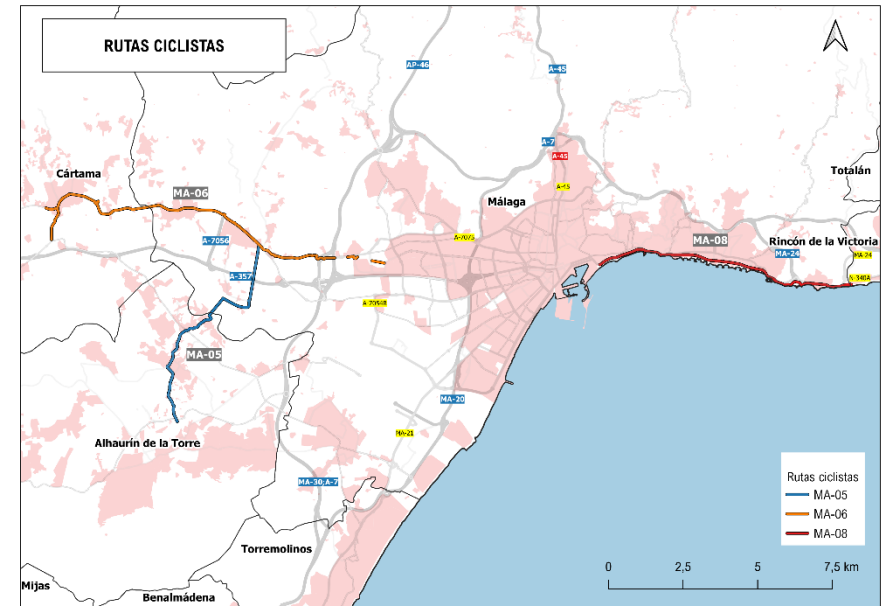 RUTAS CICLISTAS
AP-46
A-45
A-7
A-45
A-45
Totalán
Cártama
MA-06
Málaga
A-7056
A-7075
MA-08
Rincón de la Victoria
MA-24
MA-24
A-357
N-340A
A-7054R
MA-05
MA-20
MA-21
Alhaurín de la Torre
MA-30;A-7
Rutas ciclistas
MA-05
MA-06
MA-08
Torremolinos
0 2,5 5 7,5 km
Mijas
Benalmádena